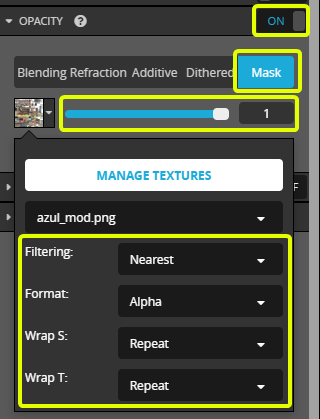 OPACITY ? ON
Blending Refraction Additive Dithered Mask
1
MANAGE TEXTURES
F
azul_mod.png
Filtering: Nearest
Format: Alpha
Wrap S: Repeat
Wrap T: Repeat